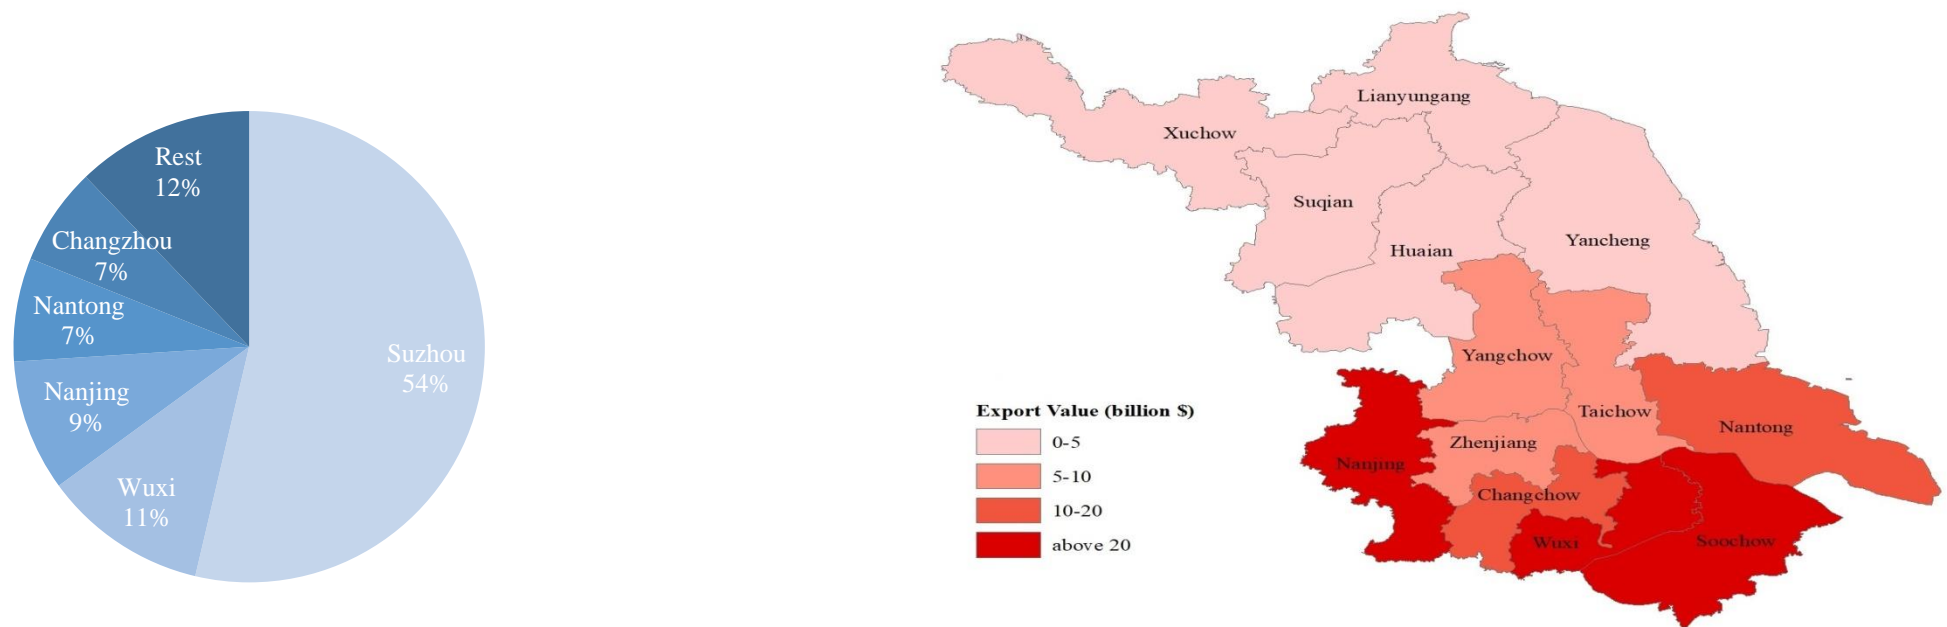 Rest
12%
Changzhou
7%
Nantong
7%
Nanjing
9%
Wuxi
11%
Suzhou
54%
Lianyungang
Xuchow
Suqian
Huaian
Yancheng
Yangchow
Taichow
Nantong
Zhenjiang
Nanjing
Changchow
Wuxi
Soochow
Export Value (billion $)
0-5
5-10
10-20
above 20